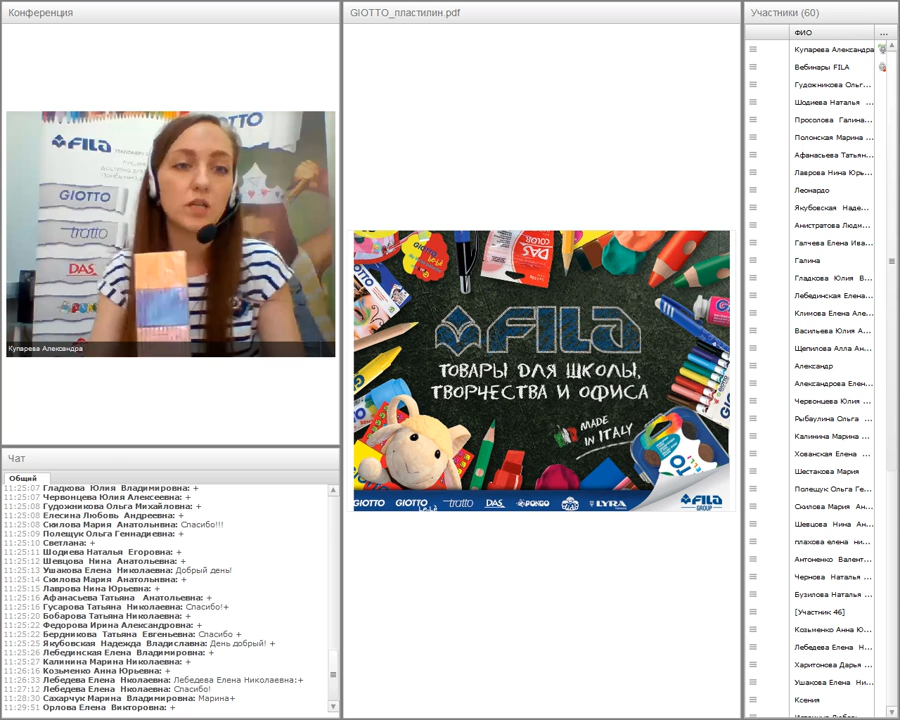 Конференция
FILA
GIOTTO
tratto
DAS
Купарева Александра
GIOTTO_пластилин.pdf
DAS
FILA
ТОВАРЫ ДЛЯ ШКОЛЫ,
ТВОРЧЕСТВА И ОФИСА
MADE
IN ITALY
GIOTTO GIOTTO tratto DAS PONGO LYRA FILA
GROUP
Чат
Общий
11:25:07 Гладкова Юлия Владимировна: +
11:25:07 Червонцева Юлия Алексеевна: +
11:25:08 Гудожникова Ольга Михайловна: +
11:25:08 Елесина Любовь Андреевна: +
11:25:08 Скилова Мария Анатольнвна: Спасибо!!!
11:25:09 Полещук Ольга Геннадиевна: +
11:25:10 Светлана: +
11:25:11 Шодиева Наталья Егоровна: +
11:25:12 Шевцова Нина Анатольевна: +
11:25:13 Ушакова Елена Николаевна: Добрый день!
11:25:14 Скилова Мария Анатольнвна: +
11:25:15 Лаврова Нина Юрьевна: +
11:25:16 Афанасьева Татьяна Анатольевна: +
11:25:16 Гусарова Татьяна Николаевна: Спасибо!+
11:25:20 Бобарова Татьяна Николаевна: +
11:25:22 Федорова Ирина Александровна: +
11:25:22 Бердникова Татьяна Евгеньевна: Спасибо +
11:25:25 Якубовская Надежда Владиславна: День добрый! +
11:25:26 Лебединская Елена Владимировна: +
11:25:27 Калинина Марина Николаевна: +
11:26:16 Козьменко Анна Юрьевна: +
11:26:33 Лебедева Елена Нколаевна: Лебедева Елена Николаевна:+
11:27:12 Лебедева Елена Нколаевна: Спасибо!
11:28:30 Сахарчук Марина Владимировна: Марина+
11:29:51 Орлова Елена Викторовна: +
Участники (60)
ФИО ...
Купарева Александра
Вебинары FILA
Гудожникова Ольг...
Шодиева Наталья ...
Просолова Галина...
Полонская Марина ...
Афанасьева Татьян...
Лаврова Нина Юрь...
Леонардо
Якубовская Наде...
Анистратова Людм...
Галчева Елена Ива...
Галина
Гладкова Юлия В...
Лебединская Елена...
Климова Елена Але...
Васильева Юлия А...
Щепилова Алла Ан...
Александр
Александрова Елен...
Червонцева Юлия ...
Рыбаулина Ольга ...
Калинина Марина ...
Хованская Елена ...
Шестакова Мария
Полещук Ольга Ге...
Скилова Мария Ан...
Шевцова Нина Ан...
плахова елена ни...
Антоненко Валент...
Чернова Наталья ...
Бузилова Наталья ...
[Участник 46]
Козьменко Анна Ю...
Лебедева Елена Н...
Харитонова Дарья ...
Ушакова Елена Ни...
Ксения